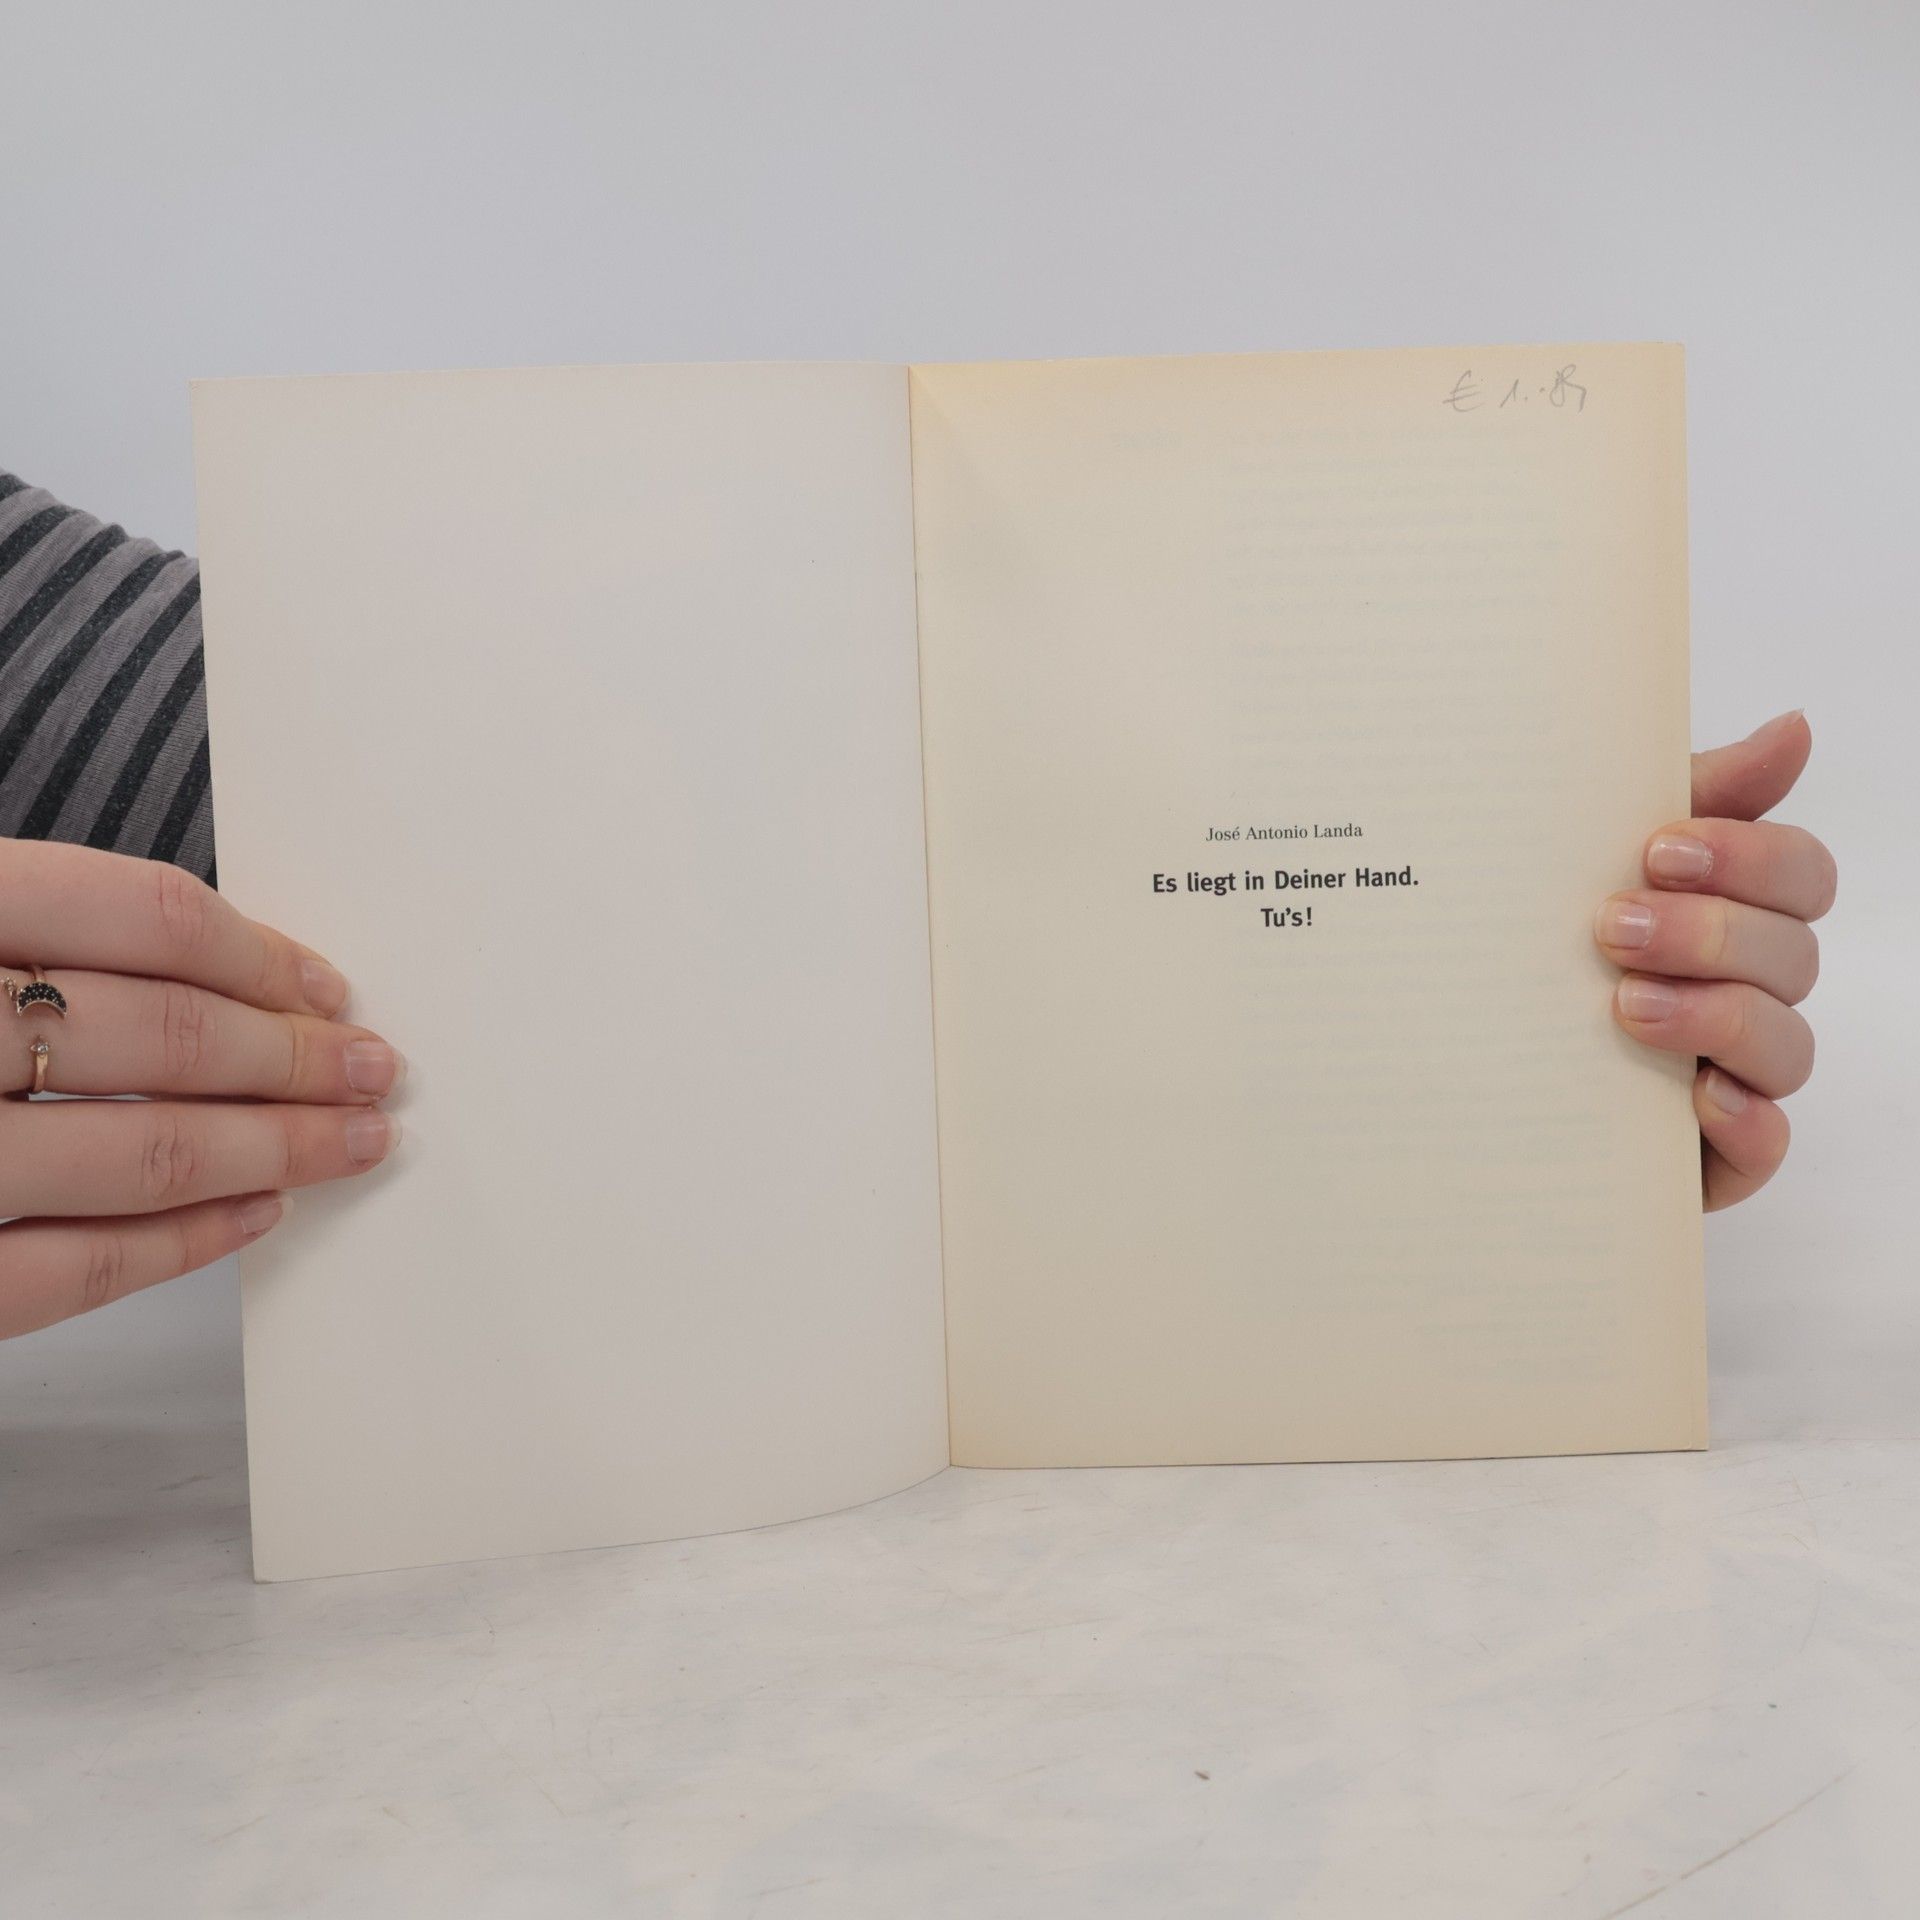 € 1.
José Antonio Landa
Es liegt in Deiner Hand.
Tu's!